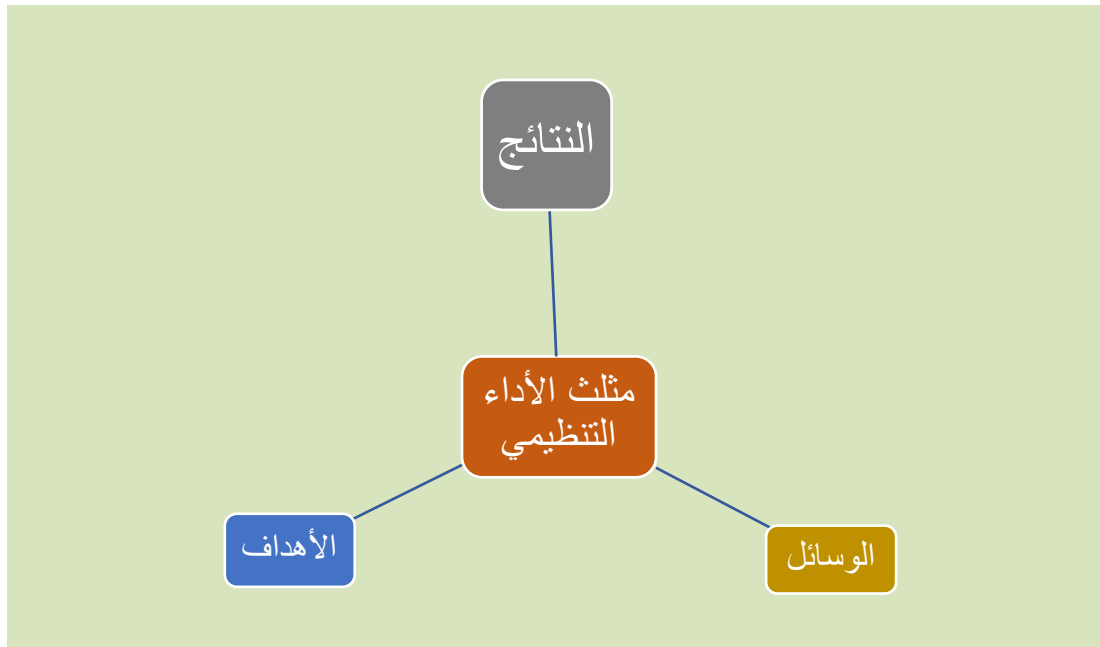 النتائج
مثلث الأداء
التنظيمي
الأهداف
الوسائل